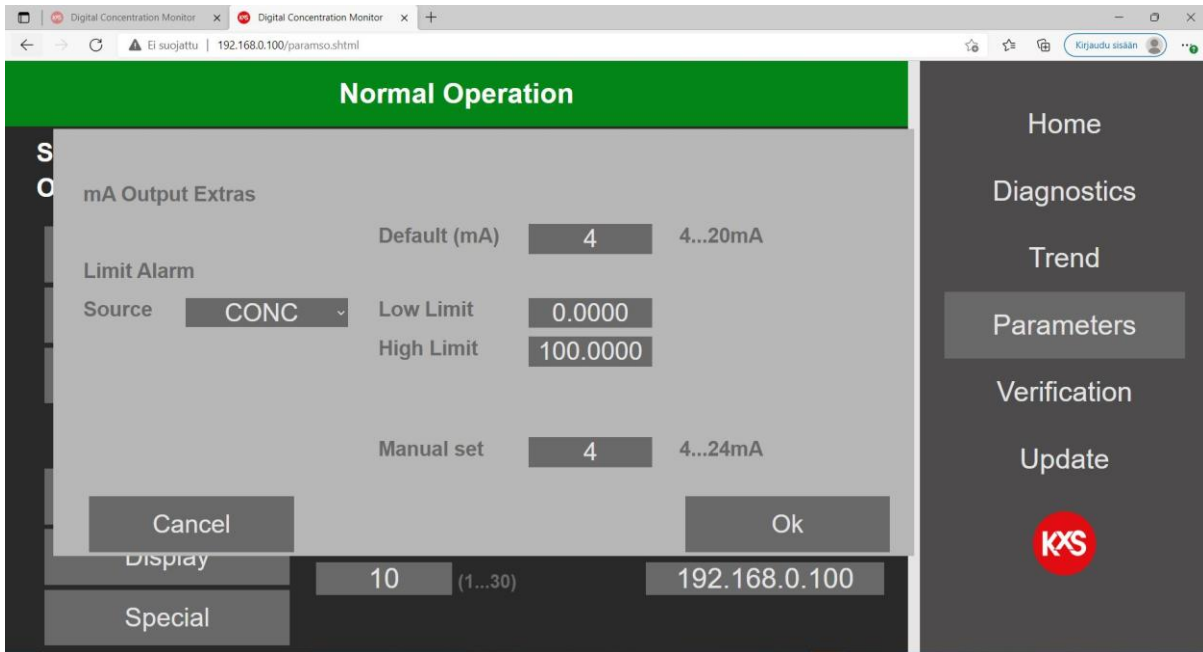 Digital Concentration Monitor
Digital Concentration Monitor
Ei suojattu | 192.168.0.100/paramso.shtml
Kirjaudu sisään
Normal Operation
S
O
mA Output Extras
Default (mA) 4 4...20mA
Limit Alarm
Source CONC Low Limit 0.0000
High Limit 100.0000
Manual set 4 4...24mA
Cancel Ok
Display
10 (1...30) 192.168.0.100
Special
Home
Diagnostics
Trend
Parameters
Verification
Update
KXS